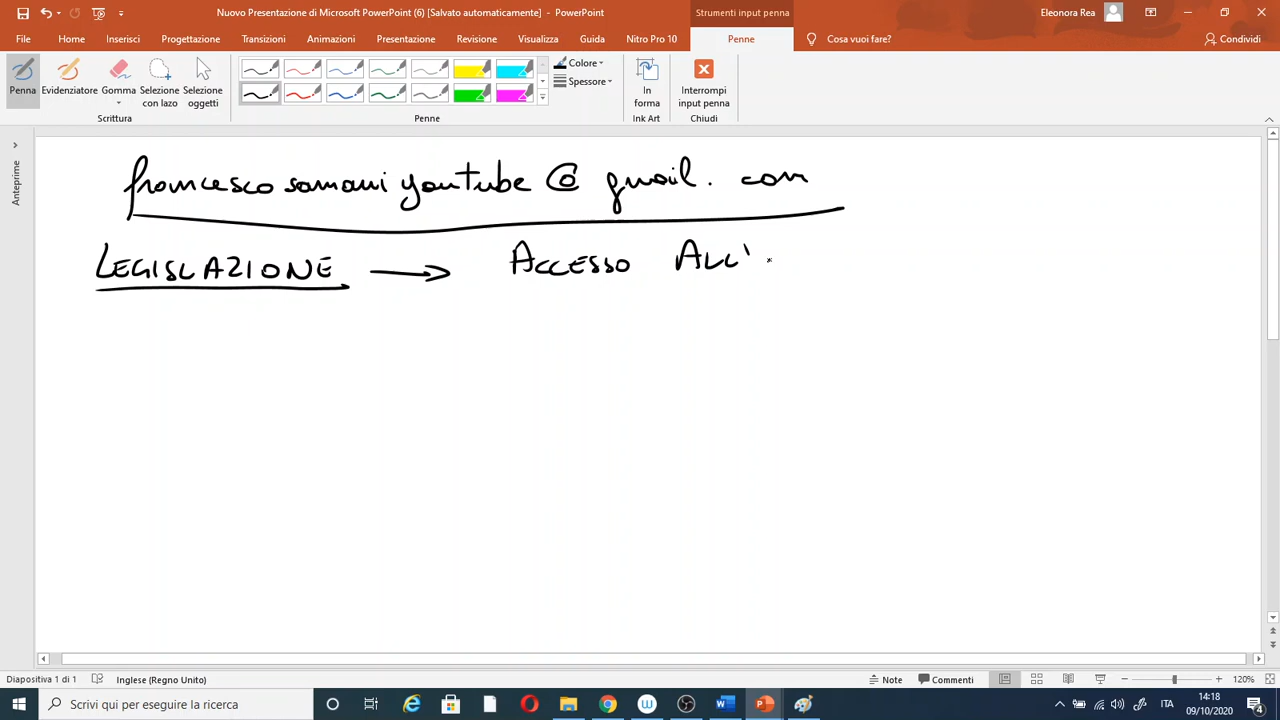 Nuovo Presentazione di Microsoft PowerPoint (6) [Salvato automaticamente] - PowerPoint
Strumenti input penna
Eleonora Rea
File Home Inserisci Progettazione Transizioni Animazioni Presentazione Revisione Visualizza Guida Nitro Pro 10 Penne Cosa vuoi fare? Condividi
Penna Evidenziatore Gomma Selezione con lazo Selezione oggetti
Colore
Spessore
In forma
Interrompi input penna
Scrittura Penne Ink Art Chiudi
Anteprime
francescosamaniyoutube @ gmail. com
LEGISLAZIONE → ACCESSO ALL'
Diapositiva 1 di 1 Inglese (Regno Unito) Note Commenti 120%
Scrivi qui per eseguire la ricerca
ITA
14:18
09/10/2020